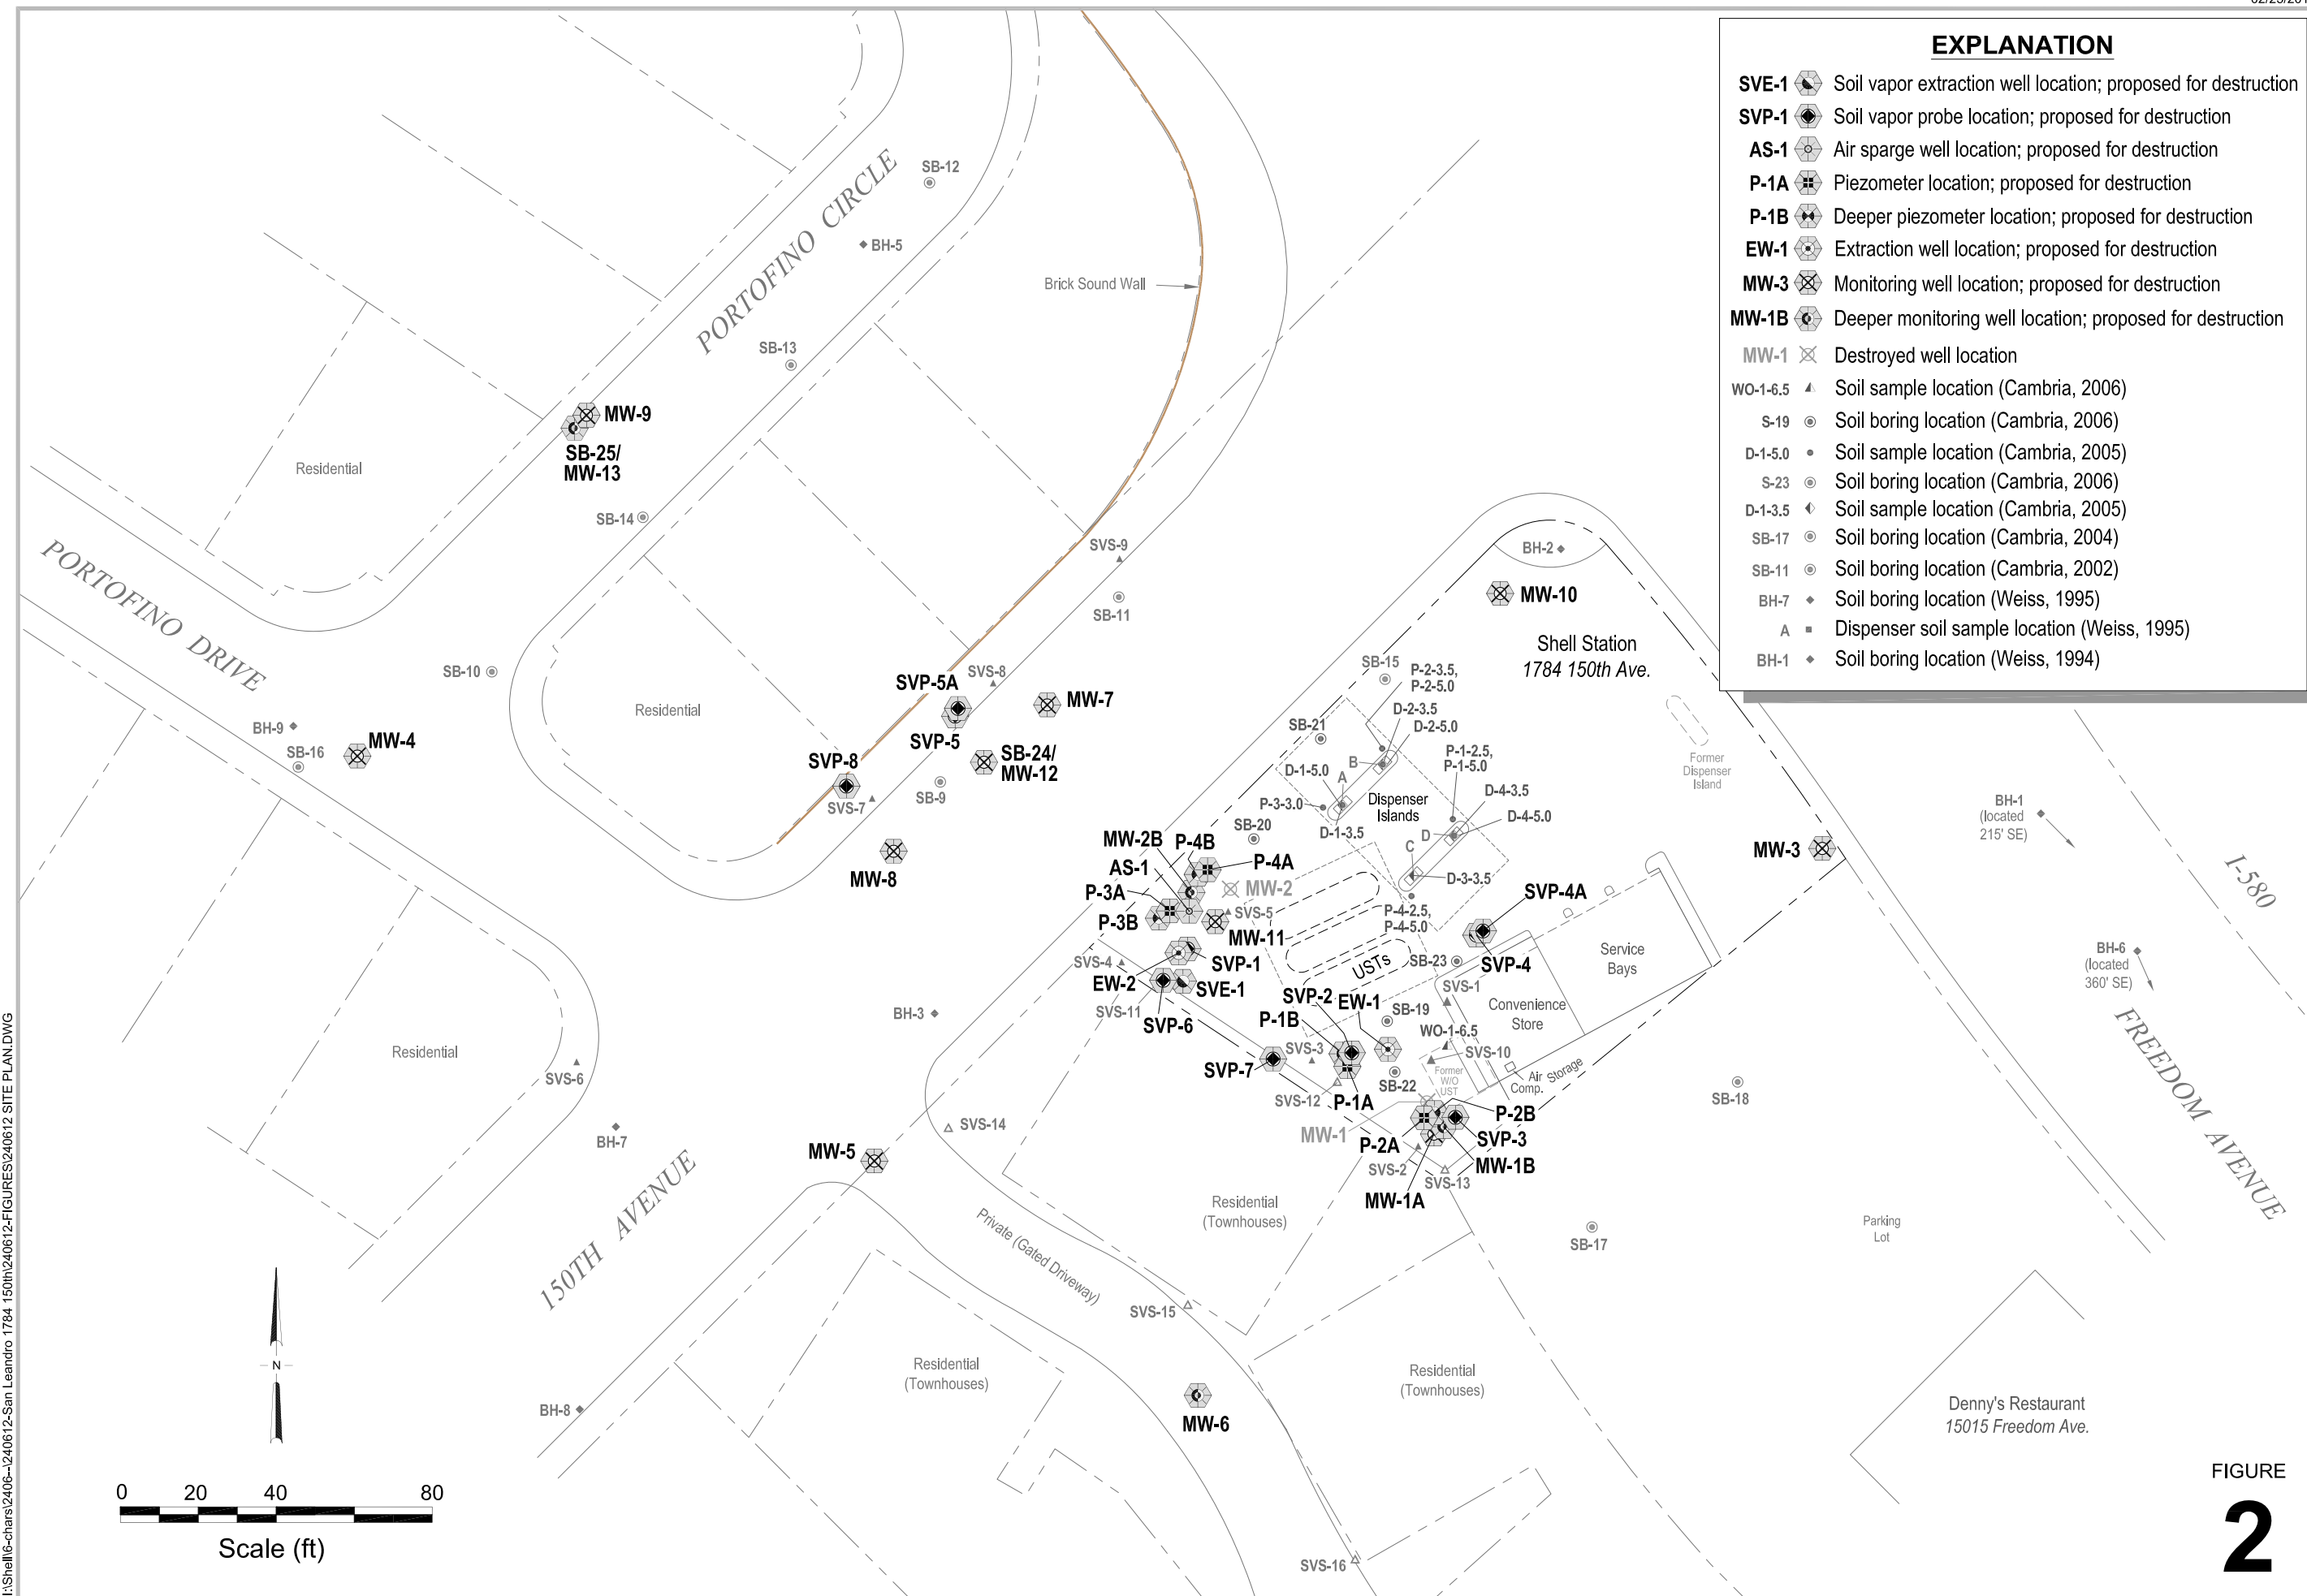 EXPLANATION
SVE-1 Soil vapor extraction well location; proposed for destruction
SVP-1 Soil vapor probe location; proposed for destruction
AS-1 Air sparge well location; proposed for destruction
P-1A Piezometer location; proposed for destruction
P-1B Deeper piezometer location; proposed for destruction
EW-1 Extraction well location; proposed for destruction
MW-3 Monitoring well location; proposed for destruction
MW-1B Deeper monitoring well location; proposed for destruction
MW-1 Destroyed well location
WO-1-6.5 Soil sample location (Cambria, 2006)
S-19 Soil boring location (Cambria, 2006)
D-1-5.0 Soil sample location (Cambria, 2005)
S-23 Soil boring location (Cambria, 2006)
D-1-3.5 Soil sample location (Cambria, 2005)
SB-17 Soil boring location (Cambria, 2004)
SB-11 Soil boring location (Cambria, 2002)
BH-7 Soil boring location (Weiss, 1995)
A Dispenser soil sample location (Weiss, 1995)
BH-1 Soil boring location (Weiss, 1994)
SB-12
BH-5
PORTOFINO CIRCLE
Brick Sound Wall
SB-13
MW-9
SB-25/
MW-13
Residential
SB-14
PORTOFINO DRIVE
SVS-9
SB-11
BH-2
MW-10
Shell Station
1784 150th Ave.
SB-10
Residential
SVP-5A
SVS-8
MW-7
SVP-5
SB-24/
MW-12
SVP-8
SVS-7
SB-9
MW-8
BH-9
SB-16
MW-4
SB-15
P-2-3.5,
P-2-5.0
D-2-3.5
D-2-5.0
SB-21
B
P-1-2.5,
P-1-5.0
D-1-5.0
A
D-4-3.5
P-3-3.0
Dispenser
Islands
D-4-5.0
D-1-3.5
D
C
SB-20
D-3-3.5
P-4-2.5,
P-4-5.0
Former
Dispenser
Island
MW-3
BH-1
(located
215' SE)
I-580
BH-6
(located
360' SE)
FREEDOM AVENUE
MW-2B
P-4B
AS-1
P-4A
P-3A
MW-2
P-3B
SVS-5
MW-11
SVS-4
SVP-1
EW-2
SVE-1
SVS-11
SVP-6
SVP-4A
SVP-4
USTs
SB-23
SVS-1
Service
Bays
Convenience
Store
SVP-2
EW-1
SB-19
P-1B
WO-1-6.5
SVS-3
SVS-10
SVP-7
Former
W/O
UST
SB-22
Air
Comp.
Storage
SVS-12
P-1A
P-2B
MW-1
P-2A
SVP-3
SVS-2
MW-1B
SVS-13
MW-1A
SB-18
SB-17
Parking
Lot
BH-3
Residential
SVS-6
BH-7
SVS-14
MW-5
150TH AVENUE
Residential
(Townhouses)
Private (Gated Driveway)
SVS-15
Residential
(Townhouses)
Residential
(Townhouses)
BH-8
MW-6
SVS-16
Denny's Restaurant
15015 Freedom Ave.
N
0 20 40 80
Scale (ft)
FIGURE
2
I:\Shell\6-chars\2406--\240612-San Leandro 1784 150th\240612-FIGURES\240612 SITE PLAN.DWG